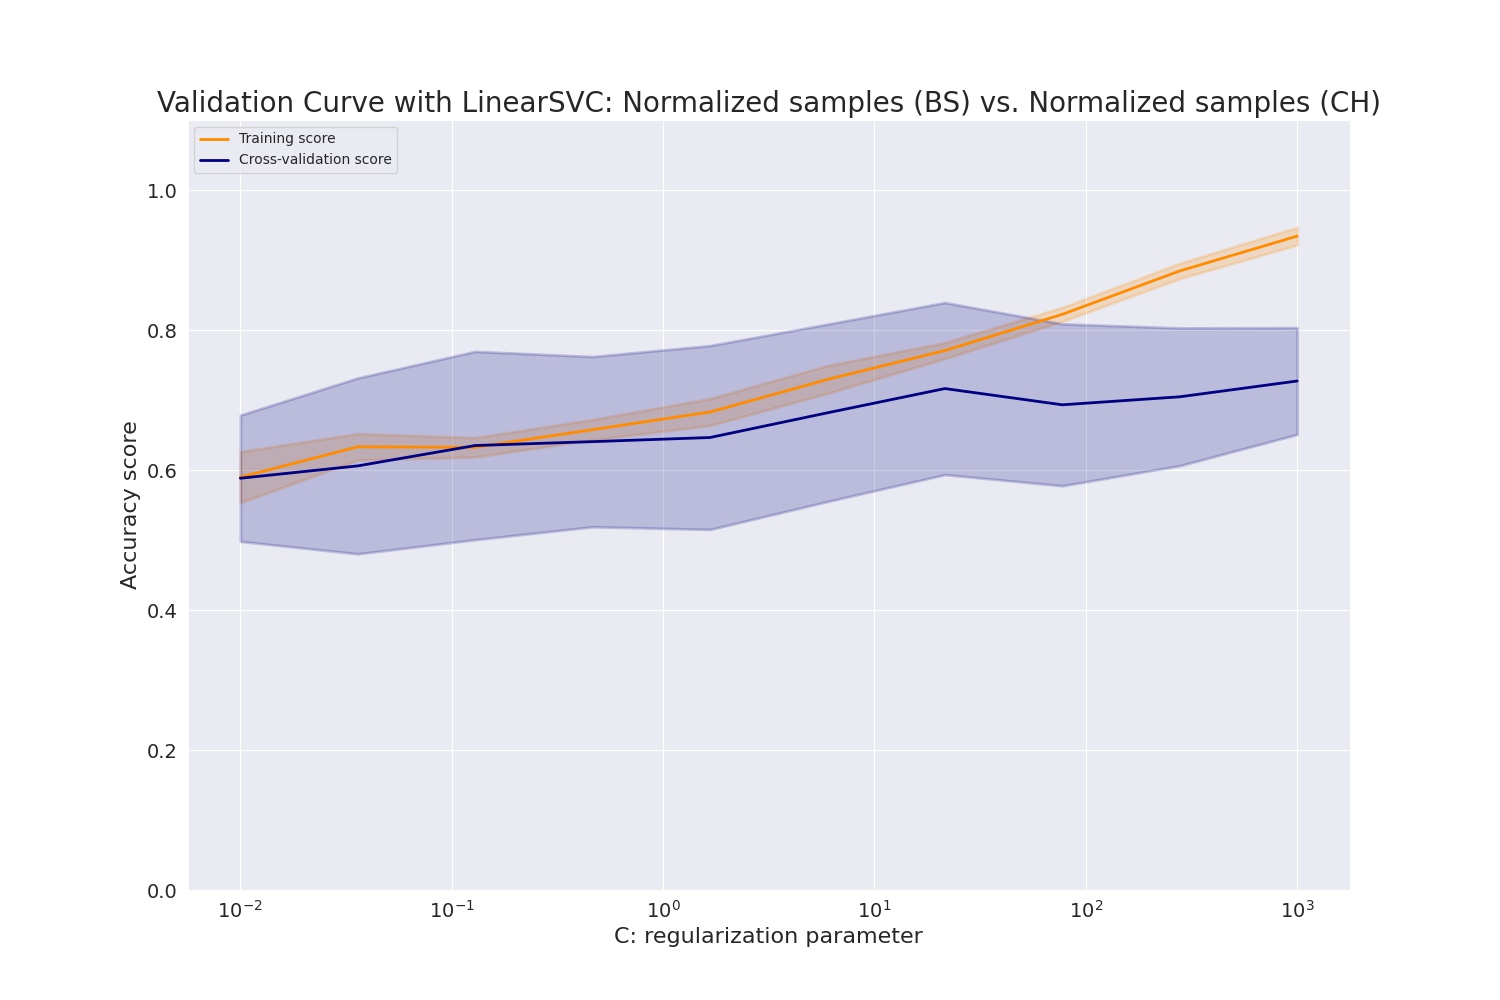 Validation Curve with LinearSVC: Normalized samples (BS) vs. Normalized samples (CH)
Training score
Cross-validation score
1.0
0.8
0.6
0.4
0.2
0.0
Accuracy score
10⁻² 10⁻¹ 10⁰ 10¹ 10² 10³
C: regularization parameter